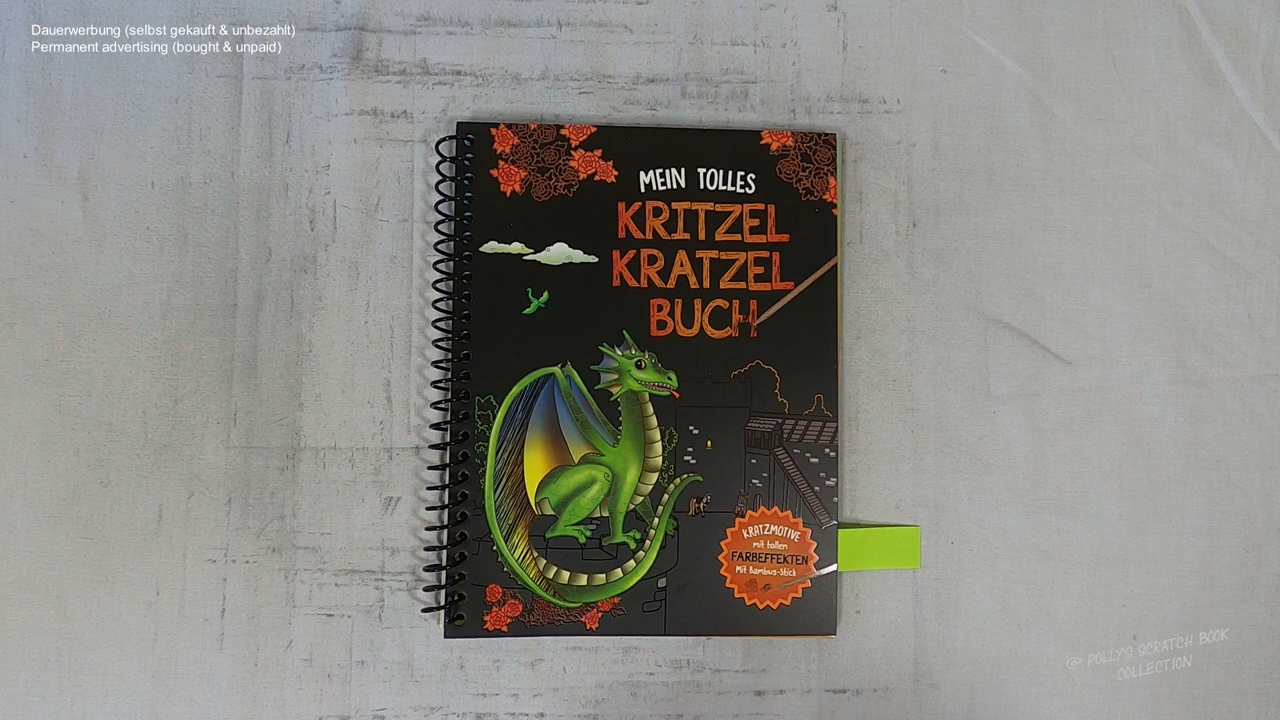 Dauerwerbung (selbst gekauft & unbezahlt)
Permanent advertising (bought & unpaid)
MEIN TOLLES
KRITZEL
KRATZEL
BUCH
KRATZMOTIVE
mit tollen
FARBEFFEKTEN
Mit Bambus-Stick
@ POLLY'S SCRATCH BOOK
COLLECTION